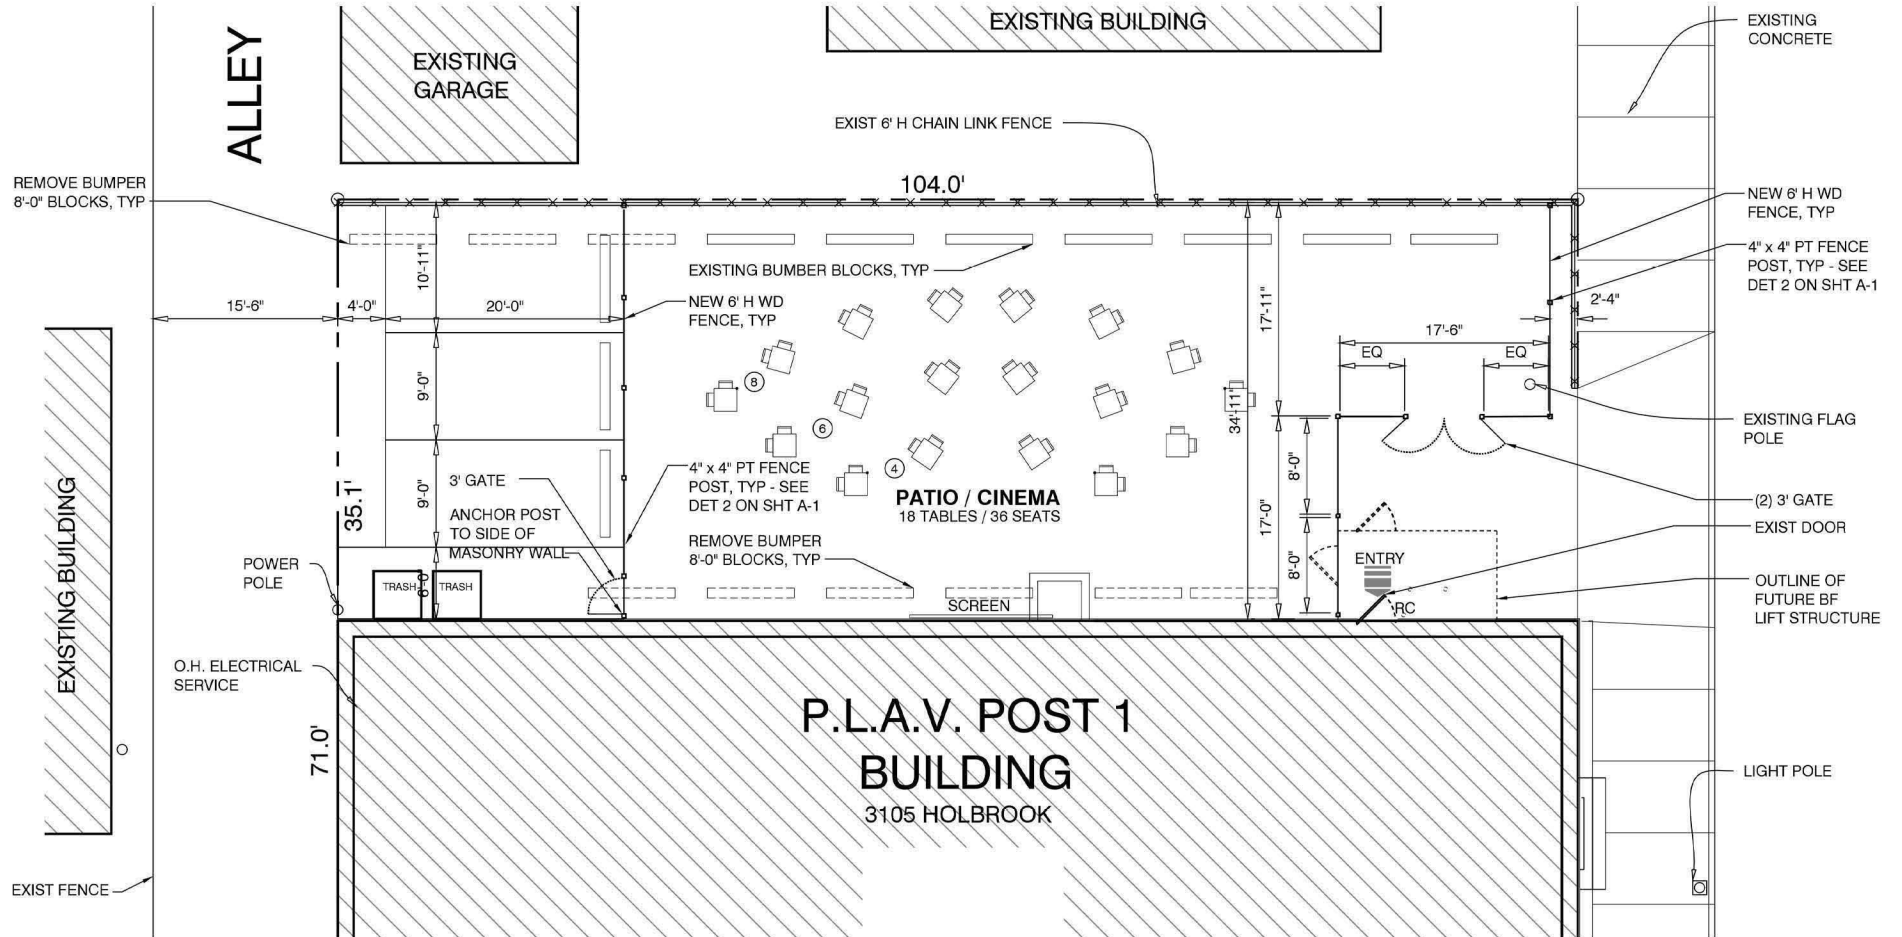 ALLEY
EXISTING
GARAGE
EXISTING BUILDING
EXISTING
CONCRETE
EXIST 6' H CHAIN LINK FENCE
104.0'
REMOVE BUMPER
8'-0" BLOCKS, TYP
NEW 6' H WD
FENCE, TYP
4" x 4" PT FENCE
POST, TYP - SEE
DET 2 ON SHT A-1
EXISTING BUMBER BLOCKS, TYP
10'-11"
15'-6"
4'-0"
20'-0"
NEW 6' H WD
FENCE, TYP
17'-11"
2'-4"
17'-6"
EQ
EQ
9'-0"
8
34'-11"
6
EXISTING FLAG
POLE
4
8'-0"
9'-0"
35.1'
3' GATE
4" x 4" PT FENCE
POST, TYP - SEE
DET 2 ON SHT A-1
PATIO / CINEMA
18 TABLES / 36 SEATS
17'-0"
(2) 3' GATE
ANCHOR POST
TO SIDE OF
MASONRY WALL
EXIST DOOR
REMOVE BUMPER
8'-0" BLOCKS, TYP
8'-0"
ENTRY
POWER
POLE
TRASH
TRASH
6'-0"
SCREEN
RC
OUTLINE OF
FUTURE BF
LIFT STRUCTURE
EXISTING BUILDING
O.H. ELECTRICAL
SERVICE
71.0'
P.L.A.V. POST 1
BUILDING
3105 HOLBROOK
LIGHT POLE
EXIST FENCE